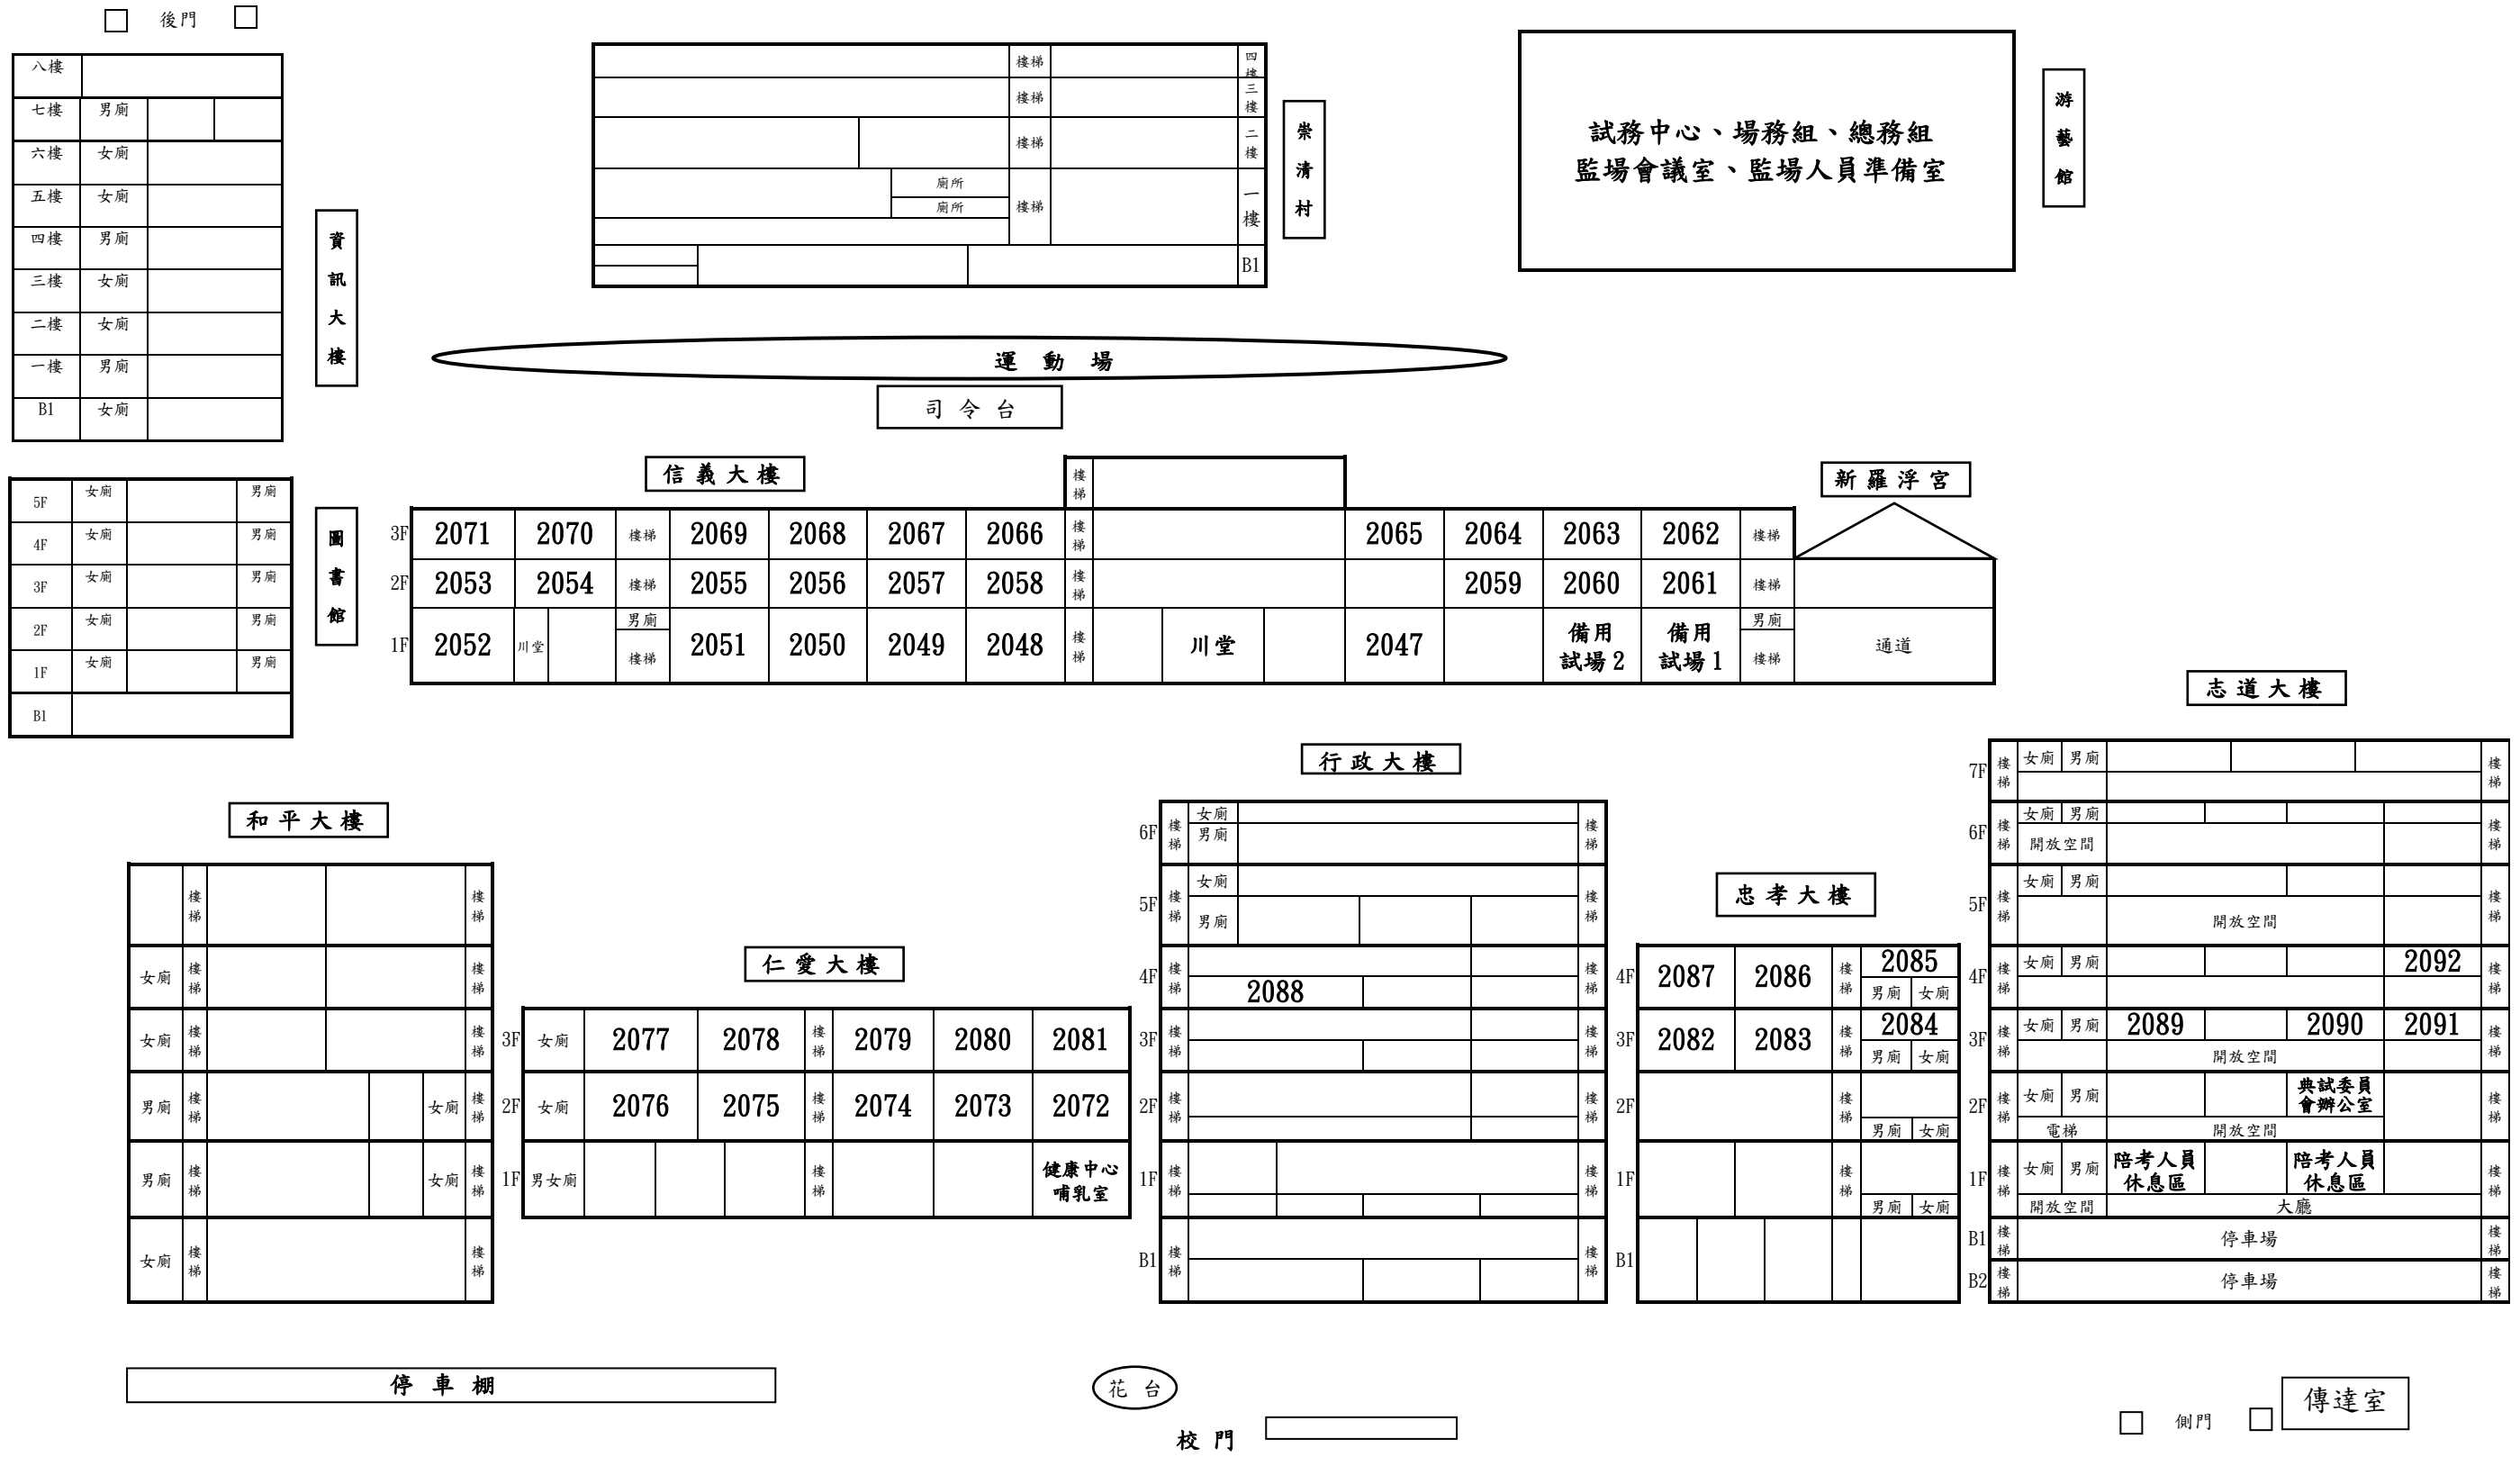 後門
八樓
七樓 男廁
六樓 女廁
五樓 女廁
四樓 男廁
三樓 女廁
二樓 女廁
一樓 男廁
B1 女廁
資訊大樓
樓梯 四樓
樓梯 三樓
樓梯 二樓
廁所
廁所
樓梯 一樓
B1
崇清村
試務中心、場務組、總務組
監場會議室、監場人員準備室
游藝館
運動場
司令台
5F 女廁 男廁
4F 女廁 男廁
3F 女廁 男廁
2F 女廁 男廁
1F 女廁 男廁
B1
圖書館
信義大樓
新羅浮宮
樓梯
3F 2071 2070 樓梯 2069 2068 2067 2066 樓梯 2065 2064 2063 2062 樓梯
2F 2053 2054 樓梯 2055 2056 2057 2058 樓梯 2059 2060 2061 樓梯
1F 2052 川堂 男廁 樓梯 2051 2050 2049 2048 樓梯 川堂 2047 備用試場2 備用試場1 男廁 樓梯 通道
和平大樓
樓梯 樓梯
女廁 樓梯 樓梯
女廁 樓梯 樓梯
男廁 樓梯 女廁 樓梯
男廁 樓梯 女廁 樓梯
女廁 樓梯 樓梯
仁愛大樓
3F 女廁 2077 2078 樓梯 2079 2080 2081
2F 女廁 2076 2075 樓梯 2074 2073 2072
1F 男女廁 樓梯 健康中心
哺乳室
行政大樓
6F 樓梯 女廁 樓梯
男廁
5F 樓梯 女廁 樓梯
男廁
4F 樓梯 2088 樓梯
3F 樓梯 樓梯
2F 樓梯 樓梯
1F 樓梯 樓梯
B1 樓梯 樓梯
忠孝大樓
4F 2087 2086 樓梯 2085
男廁 女廁
3F 2082 2083 樓梯 2084
男廁 女廁
2F 樓梯
男廁 女廁
1F 樓梯
男廁 女廁
B1
志道大樓
7F 樓梯 女廁 男廁 樓梯
6F 樓梯 女廁 男廁 樓梯
開放空間
5F 樓梯 女廁 男廁 樓梯
開放空間
4F 樓梯 女廁 男廁 2092 樓梯
3F 樓梯 女廁 男廁 2089 2090 2091 樓梯
開放空間
2F 樓梯 女廁 男廁 典試委員會辦公室 樓梯
電梯 開放空間
1F 樓梯 女廁 男廁 陪考人員休息區 陪考人員休息區 樓梯
開放空間 大廳
B1 樓梯 停車場 樓梯
B2 樓梯 停車場 樓梯
停車棚
花台
校門
側門
傳達室